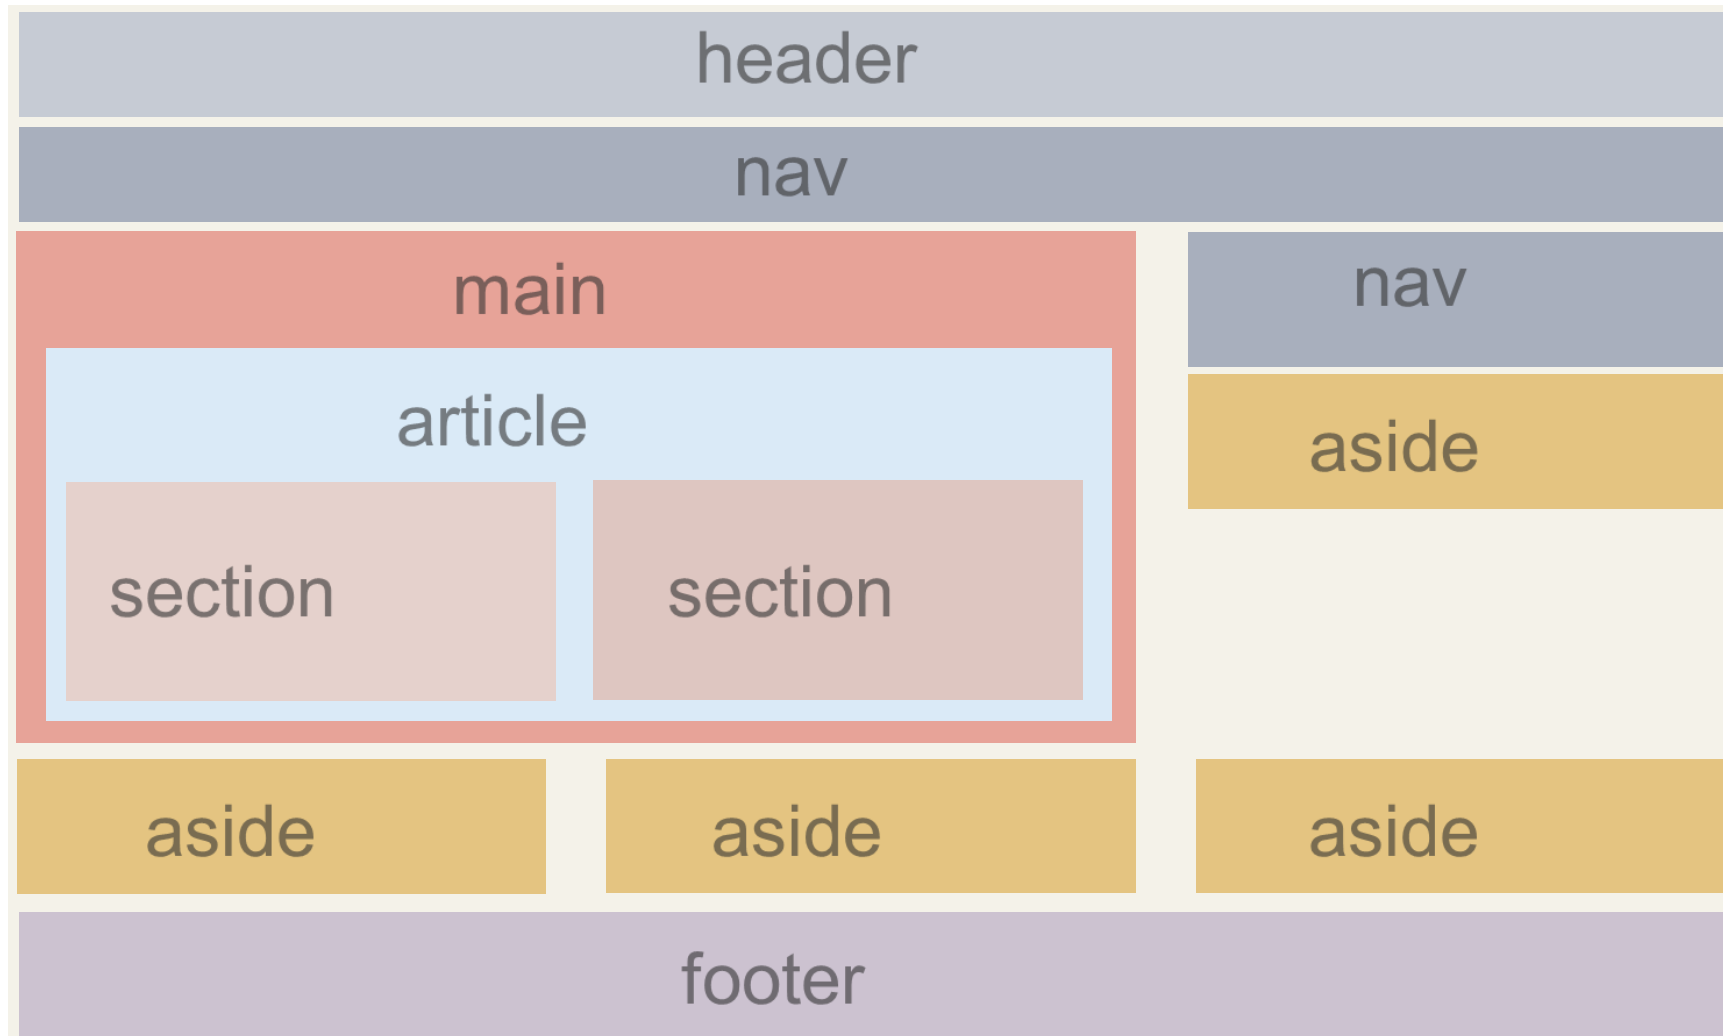 header
nav
main
nav
article
aside
section
section
aside
aside
aside
footer